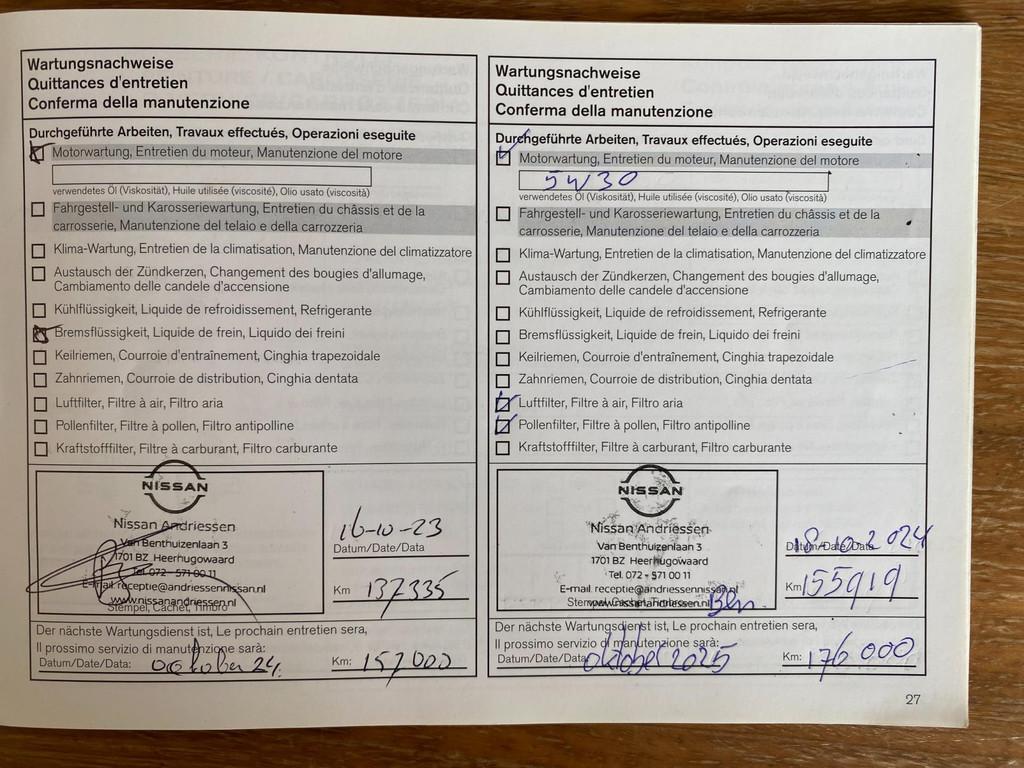 Wartungsnachweise
Quittances d'entretien
Conferma della manutenzione
Durchgeführte Arbeiten, Travaux effectués, Operazioni eseguite
Motorwartung, Entretien du moteur, Manutenzione del motore
verwendetes Öl (Viskosität), Huile utilisée (viscosité), Olio usato (viscosità)
Fahrgestell- und Karosseriewartung, Entretien du châssis et de la
carrosserie, Manutenzione del telaio e della carrozzeria
Klima-Wartung, Entretien de la climatisation, Manutenzione del climatizzatore
Austausch der Zündkerzen, Changement des bougies d'allumage,
Cambiamento delle candele d'accensione
Kühlflüssigkeit, Liquide de refroidissement, Refrigerante
Bremsflüssigkeit, Liquide de frein, Liquido dei freini
Keilriemen, Courroie d'entraînement, Cinghia trapezoidale
Zahnriemen, Courroie de distribution, Cinghia dentata
Luftfilter, Filtre à air, Filtro aria
Pollenfilter, Filtre à pollen, Filtro antipolline
Kraftstofffilter, Filtre à carburant, Filtro carburante
NISSAN
Nissan Andriessen
Van Benthuizenlaan 3
1701 BZ Heerhugowaard
Tel. 072 - 571 00 11
E-mail. receptie@andriessennissan.nl
www.nissanandriessen.nl
Stempel, Cachet, Timbro
16-10-23
Datum/Date/Data
Km 137335
Der nächste Wartungsdienst ist, Le prochain entretien sera,
Il prossimo servizio di manutenzione sarà:
Datum/Date/Data: october 24. Km: 157000
Wartungsnachweise
Quittances d'entretien
Conferma della manutenzione
Durchgeführte Arbeiten, Travaux effectués, Operazioni eseguite
Motorwartung, Entretien du moteur, Manutenzione del motore
5W30
verwendetes Öl (Viskosität), Huile utilisée (viscosité), Olio usato (viscosità)
Fahrgestell- und Karosseriewartung, Entretien du châssis et de la
carrosserie, Manutenzione del telaio e della carrozzeria
Klima-Wartung, Entretien de la climatisation, Manutenzione del climatizzatore
Austausch der Zündkerzen, Changement des bougies d'allumage,
Cambiamento delle candele d'accensione
Kühlflüssigkeit, Liquide de refroidissement, Refrigerante
Bremsflüssigkeit, Liquide de frein, Liquido dei freini
Keilriemen, Courroie d'entraînement, Cinghia trapezoidale
Zahnriemen, Courroie de distribution, Cinghia dentata
Luftfilter, Filtre à air, Filtro aria
Pollenfilter, Filtre à pollen, Filtro antipolline
Kraftstofffilter, Filtre à carburant, Filtro carburante
NISSAN
Nissan Andriessen
Van Benthuizenlaan 3
1701 BZ Heerhugowaard
Tel. 072 - 571 00 11
E-mail. receptie@andriessennissan.nl
www.nissanandriessen.nl
Stempel, Cachet, Timbro
18-10-2024
Datum/Date/Data
Km 155919
Der nächste Wartungsdienst ist, Le prochain entretien sera,
Il prossimo servizio di manutenzione sarà:
Datum/Date/Data: oktober 2025 Km: 176000
27